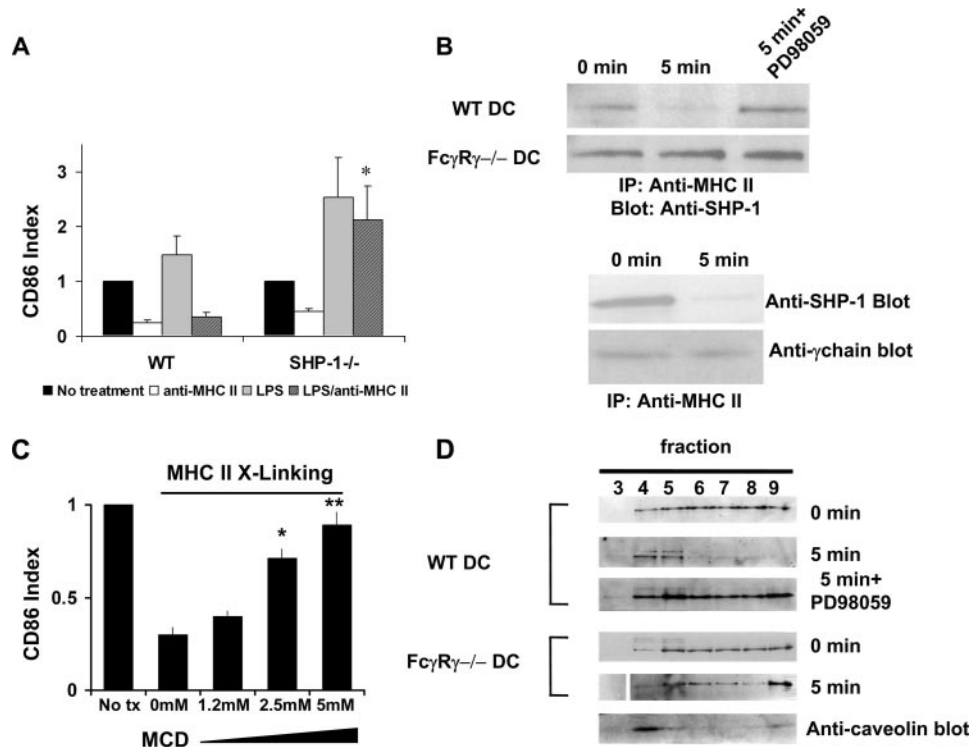 A
3
2
1
0
CD86 Index
*
WT
SHP-1-/-
No treatment
anti-MHC II
LPS
LPS/anti-MHC II
B
0 min
5 min
5 min+
PD98059
WT DC
FcγRγ–/– DC
IP: Anti-MHC II
Blot: Anti-SHP-1
0 min
5 min
Anti-SHP-1 Blot
Anti-γchain blot
IP: Anti-MHC II
C
MHC II X-Linking
1
0.5
0
CD86 Index
*
**
No tx
0mM
1.2mM
2.5mM
5mM
MCD
D
fraction
3 4 5 6 7 8 9
WT DC
0 min
5 min
5 min+
PD98059
FcγRγ–/– DC
0 min
5 min
Anti-caveolin blot